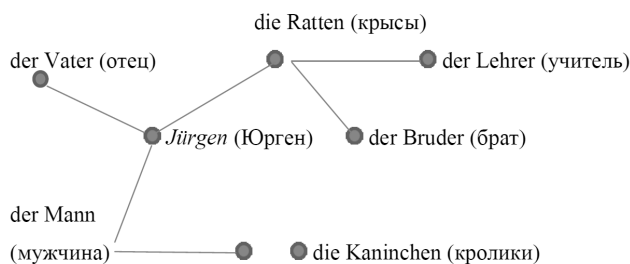 die Ratten (крысы)
der Vater (отец)
der Lehrer (учитель)
Jürgen (Юрген)
der Bruder (брат)
der Mann
(мужчина)
die Kaninchen (кролики)